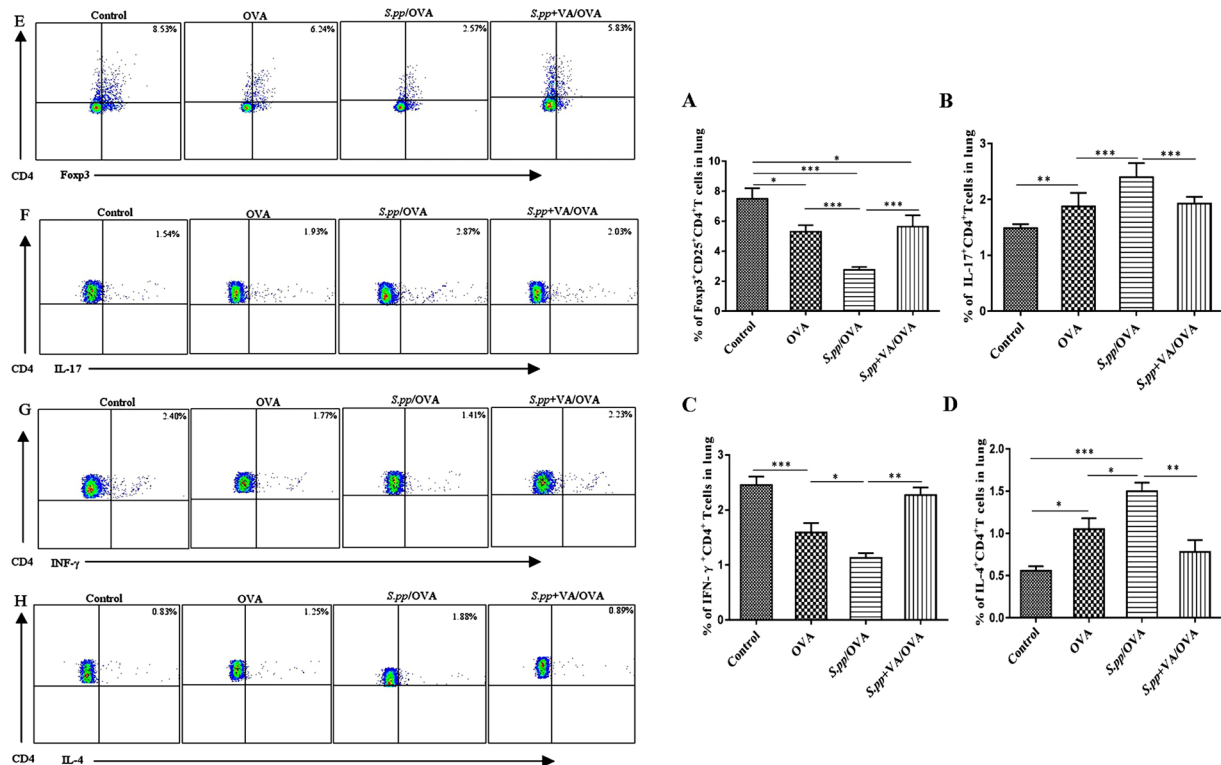 E
Control
OVA
S.pp/OVA
S.pp+VA/OVA
8.53%
6.24%
2.57%
5.83%
CD4
Foxp3
F
Control
OVA
S.pp/OVA
S.pp+VA/OVA
1.54%
1.93%
2.87%
2.03%
CD4
IL-17
G
Control
OVA
S.pp/OVA
S.pp+VA/OVA
2.40%
1.77%
1.41%
2.23%
CD4
INF-γ
H
Control
OVA
S.pp/OVA
S.pp+VA/OVA
0.83%
1.25%
1.88%
0.89%
CD4
IL-4
A
% of Foxp3+CD25+CD4+T cells in lung
10
8
6
4
2
0
*
***
*
***
***
Control
OVA
S.pp/OVA
S.pp+VA/OVA
B
% of IL-17+CD4+Tcells in lung
3
2
1
0
**
***
***
Control
OVA
S.pp/OVA
S.pp+VA/OVA
C
% of IFN- γ +CD4+ Tcells in lung
3
2
1
0
***
*
**
Control
OVA
S.pp/OVA
S.pp+VA/OVA
D
% of IL-4+CD4+T cells in lung
2.0
1.5
1.0
0.5
0.0
***
*
**
*
Control
OVA
S.pp/OVA
S.pp+VA/OVA